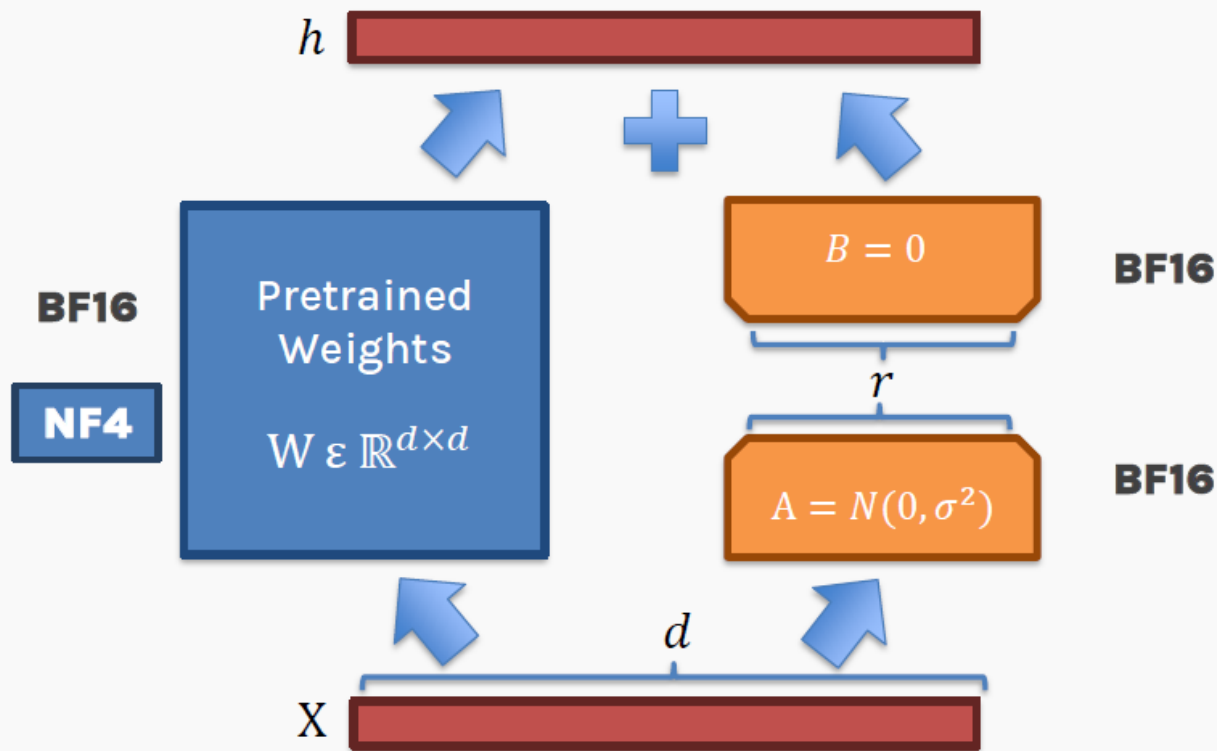 h
B = 0
BF16
BF16
Pretrained
Weights
W ε ℝ^{d×d}
NF4
r
A = N(0, σ²)
BF16
d
X